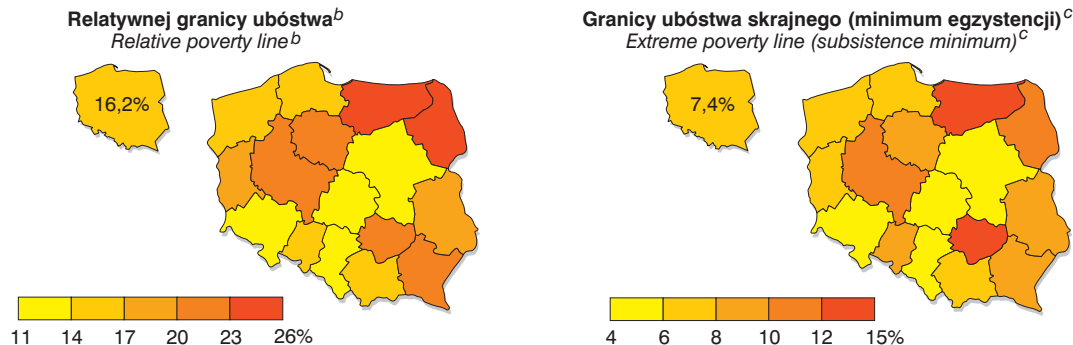 Relatywnej granicy ubóstwa^b
Relative poverty line^b
16,2%
11 14 17 20 23 26%
Granicy ubóstwa skrajnego (minimum egzystencji)^c
Extreme poverty line (subsistence minimum)^c
7,4%
4 6 8 10 12 15%